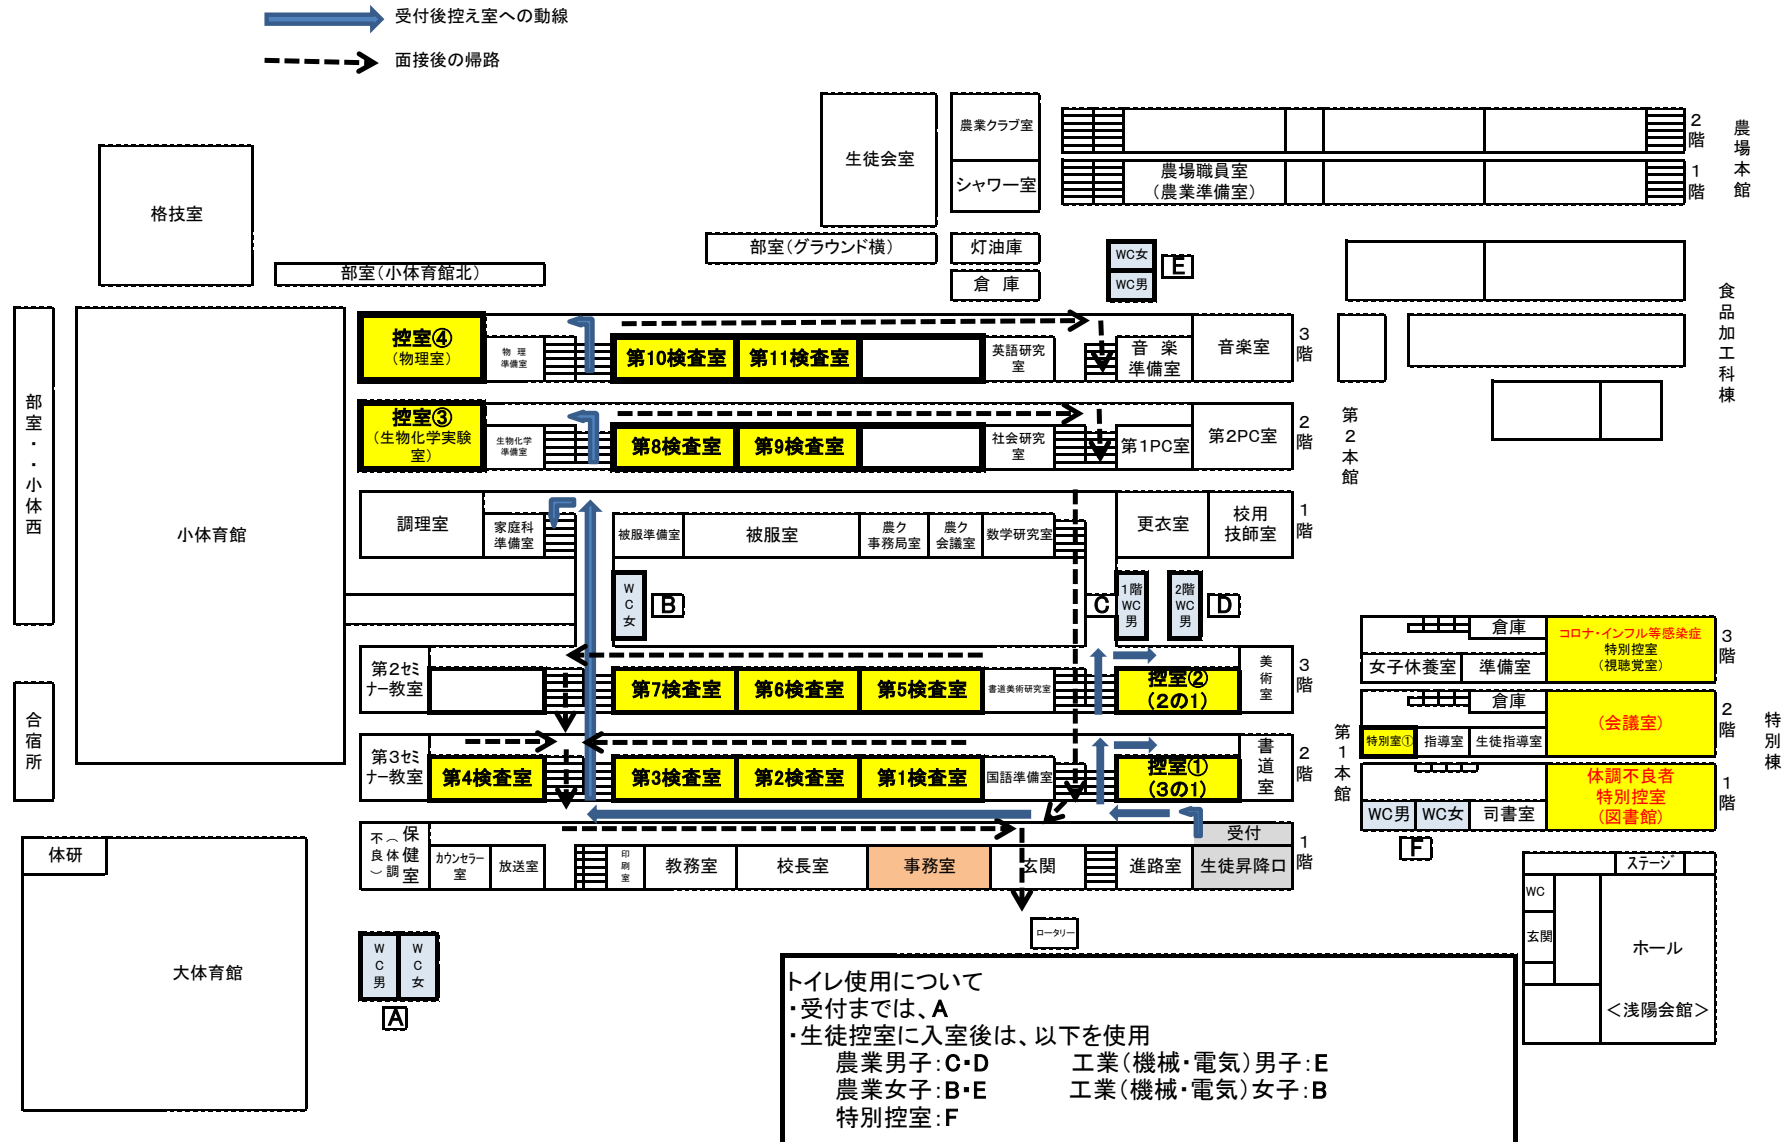 受付後控え室への動線
面接後の帰路
生徒会室
農業クラブ室
シャワー室
農場職員室
(農業準備室)
2階
1階
農場本館
格技室
部室(小体育館北)
部室(グラウンド横)
灯油庫
倉 庫
WC女
WC男
E
食品加工科棟
部室・・小体西
小体育館
合宿所
控室④
(物理室)
物 理
準備室
第10検査室
第11検査室
英語研究
室
音 楽
準備室
音楽室
3階
控室③
(生物化学実験
室)
生物化学
準備室
第8検査室
第9検査室
社会研究
室
第1PC室
第2PC室
2階
第2本館
調理室
家庭科
準備室
被服準備室
被服室
農ク
事務局室
農ク
会議室
数学研究室
更衣室
校用
技師室
1階
WC女
B
C
1階
WC
男
2階
WC
男
D
第2セミ
ナー教室
第7検査室
第6検査室
第5検査室
書道美術研究室
控室②
(2の1)
美術室
3階
第3セミ
ナー教室
第4検査室
第3検査室
第2検査室
第1検査室
国語準備室
控室①
(3の1)
書道室
2階
第1本館
保健室
(体調不良)
カウンセラー
室
放送室
印刷室
教務室
校長室
事務室
玄関
進路室
受付
生徒昇降口
1階
ロータリー
倉庫
女子休養室
準備室
コロナ・インフル等感染症
特別控室
(視聴覚室)
3階
倉庫
特別室①
指導室
生徒指導室
(会議室)
2階
特別棟
WC男
WC女
司書室
体調不良者
特別控室
(図書館)
1階
F
体研
大体育館
WC男
WC女
A
ステージ
WC
玄関
ホール
<浅陽会館>
トイレ使用について
・受付までは、A
・生徒控室に入室後は、以下を使用
農業男子:C・D 工業(機械・電気)男子:E
農業女子:B・E 工業(機械・電気)女子:B
特別控室:F